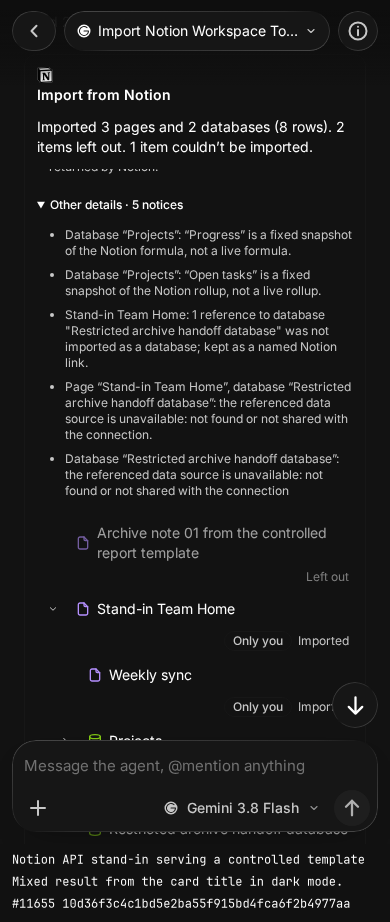 Import Notion Workspace To...
Import from Notion
Imported 3 pages and 2 databases (8 rows). 2
items left out. 1 item couldn’t be imported.
returned by Notion.
Other details · 5 notices
Database “Projects”: “Progress” is a fixed snapshot
of the Notion formula, not a live formula.
Database “Projects”: “Open tasks” is a fixed
snapshot of the Notion rollup, not a live rollup.
Stand-in Team Home: 1 reference to database
"Restricted archive handoff database" was not
imported as a database; kept as a named Notion
link.
Page “Stand-in Team Home”, database “Restricted
archive handoff database”: the referenced data
source is unavailable: not found or not shared with
the connection.
Database “Restricted archive handoff database”:
the referenced data source is unavailable: not
found or not shared with the connection
Archive note 01 from the controlled
report template
Left out
Stand-in Team Home
Only you Imported
Weekly sync
Only you Impor
Projects
Message the agent, @mention anything
Gemini 3.8 Flash
Restricted archive handoff database
Notion API stand-in serving a controlled template
Mixed result from the card title in dark mode.
#11655 10d36f3c4c1bd5e2ba55f915bd4fca6f2b4977aa